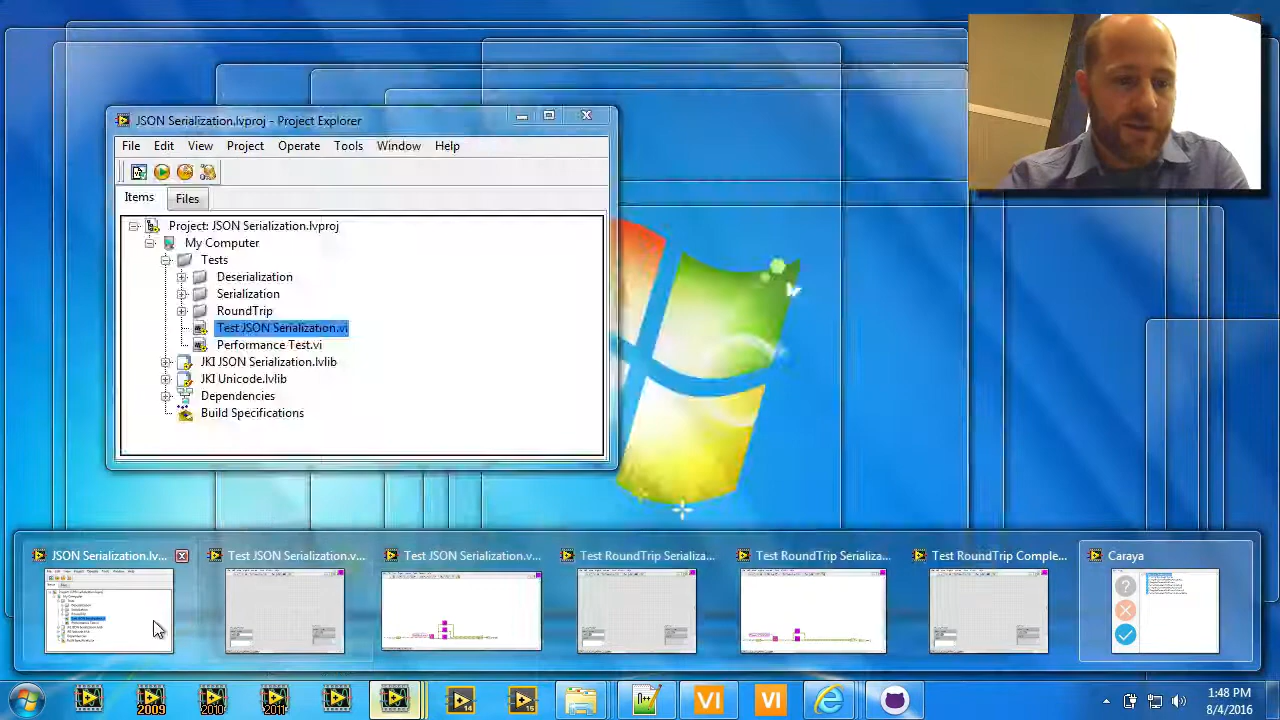 JSON Serialization.lvproj - Project Explorer
File Edit View Project Operate Tools Window Help
Items Files
Project: JSON Serialization.lvproj
My Computer
Tests
Deserialization
Serialization
RoundTrip
Test JSON Serialization.vi
Performance Test.vi
JKI JSON Serialization.lvlib
JKI Unicode.lvlib
Dependencies
Build Specifications
JSON Serialization.lv... Test JSON Serialization.v... Test JSON Serialization.v... Test RoundTrip Serializa... Test RoundTrip Serializa... Test RoundTrip Comple... Caraya
2009 2010 2011 14 15 VI VI
1:48 PM
8/4/2016